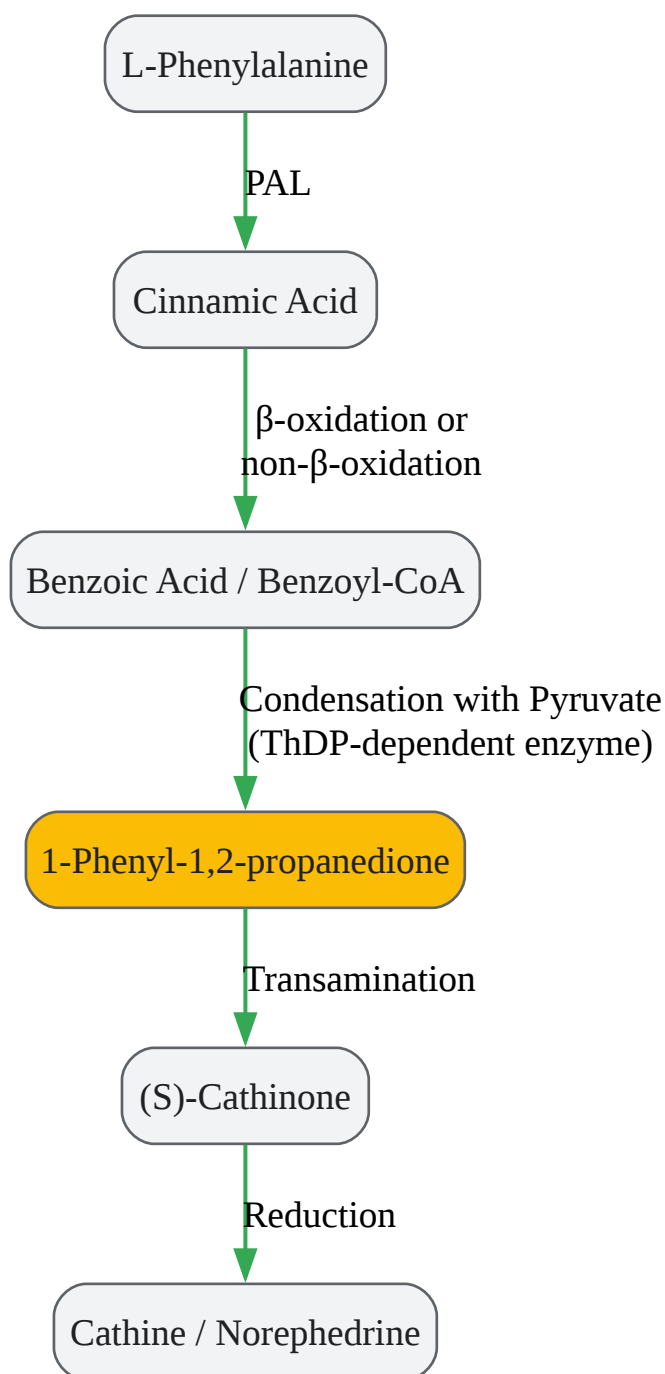 L-Phenylalanine
PAL
Cinnamic Acid
β-oxidation or
non-β-oxidation
Benzoic Acid / Benzoyl-CoA
Condensation with Pyruvate
(ThDP-dependent enzyme)
1-Phenyl-1,2-propanedione
Transamination
(S)-Cathinone
Reduction
Cathine / Norephedrine